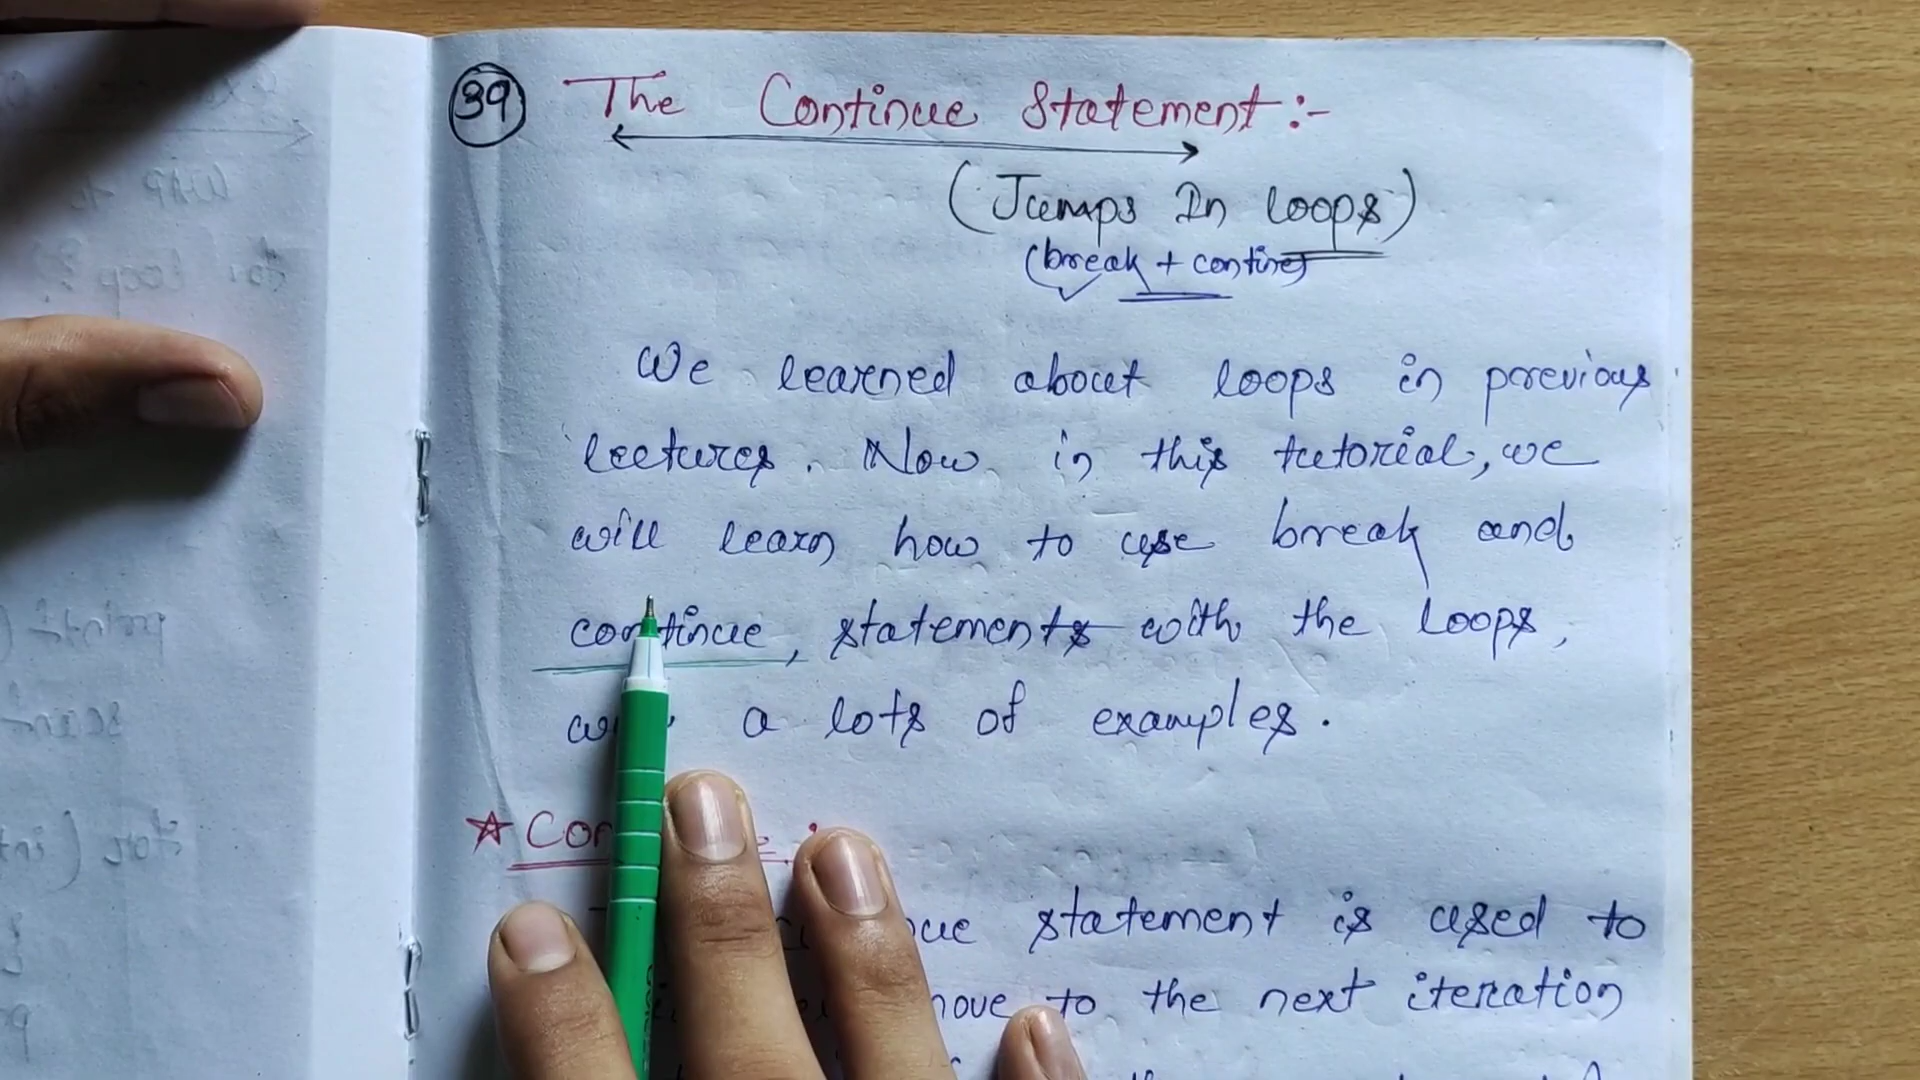 39 The Continue Statement :-
(Jumps In loops)
(break + contine)
We learned about loops in previous
lectures. Now in this tutorial, we
will learn how to use break and
continue, statements with the loops,
a lots of examples.
statement is used to
to the next iteration